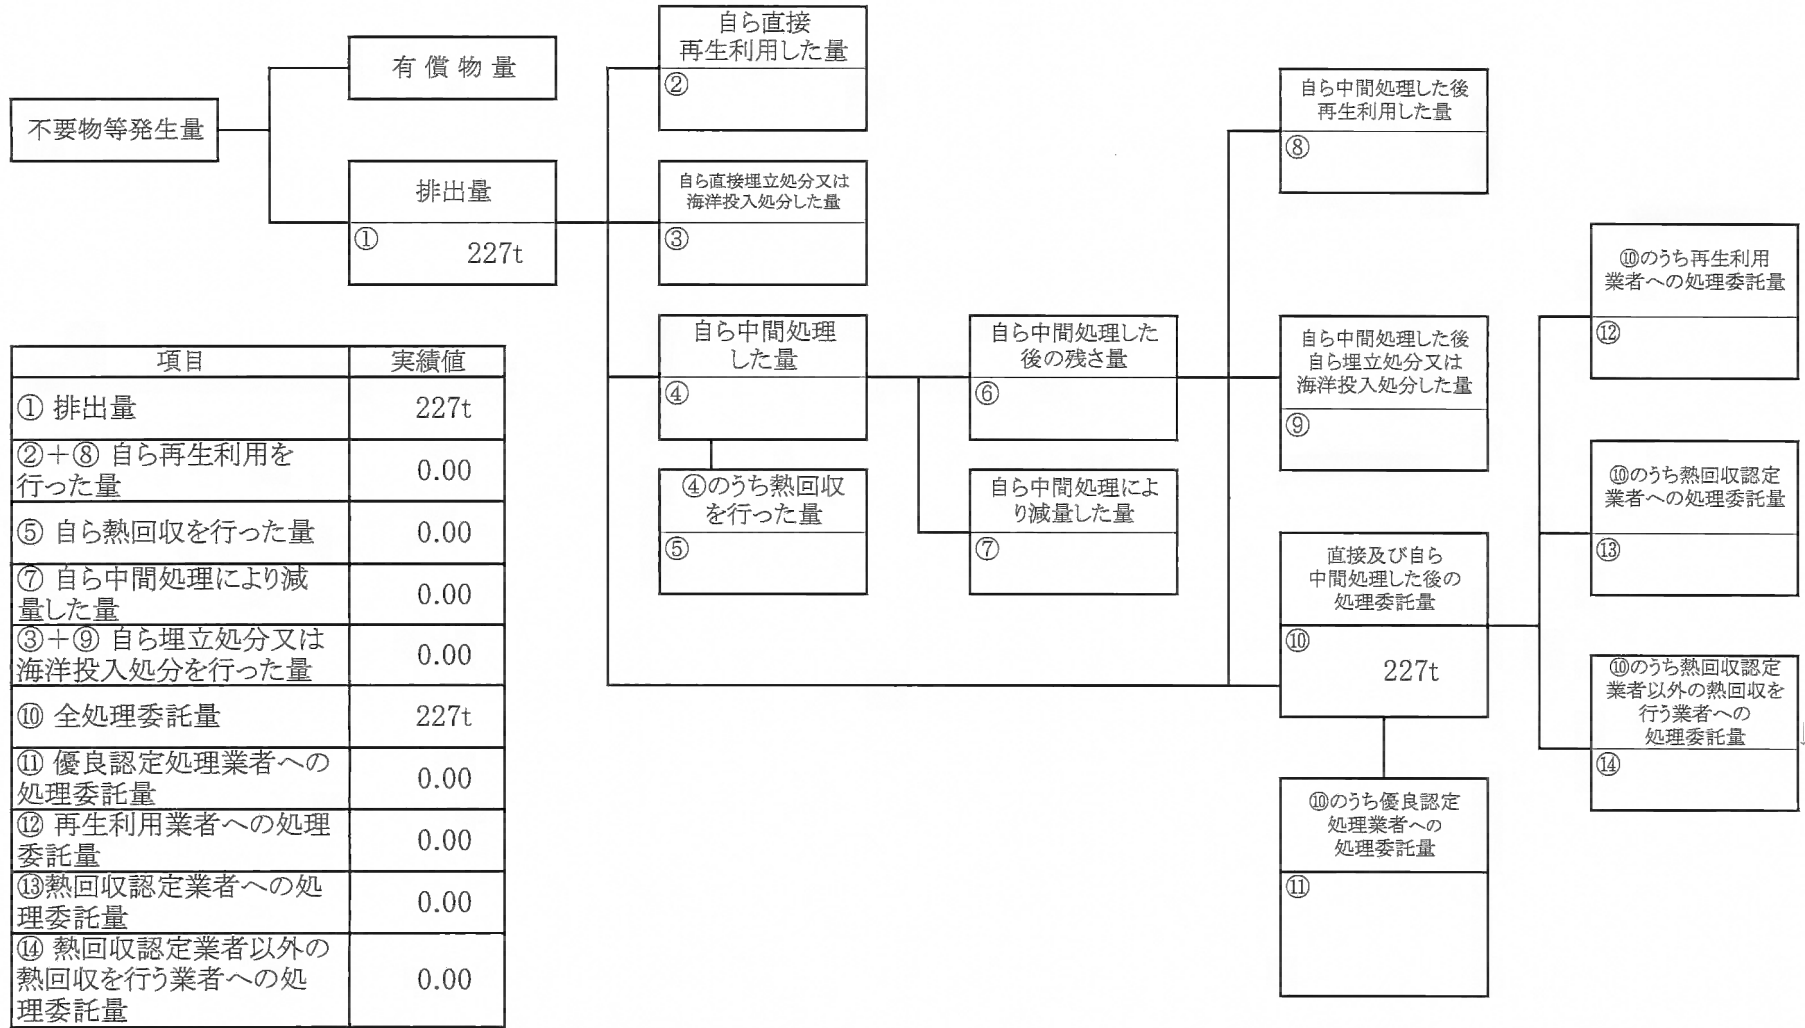 不要物等発生量
有償物量
排出量
①
227t
自ら直接
再生利用した量
②
自ら直接埋立処分又は
海洋投入処分した量
③
自ら中間処理
した量
④
④のうち熱回収
を行った量
⑤
自ら中間処理した
後の残さ量
⑥
自ら中間処理によ
り減量した量
⑦
自ら中間処理した後
再生利用した量
⑧
自ら中間処理した後
自ら埋立処分又は
海洋投入処分した量
⑨
直接及び自ら
中間処理した後の
処理委託量
⑩
227t
⑩のうち優良認定
処理業者への
処理委託量
⑪
⑩のうち再生利用
業者への処理委託量
⑫
⑩のうち熱回収認定
業者への処理委託量
⑬
⑩のうち熱回収認定
業者以外の熱回収を
行う業者への
処理委託量
⑭
項目 実績値
① 排出量 227t
②＋⑧ 自ら再生利用を
行った量 0.00
⑤ 自ら熱回収を行った量 0.00
⑦ 自ら中間処理により減
量した量 0.00
③＋⑨ 自ら埋立処分又は
海洋投入処分を行った量 0.00
⑩ 全処理委託量 227t
⑪ 優良認定処理業者への
処理委託量 0.00
⑫ 再生利用業者への処理
委託量 0.00
⑬熱回収認定業者への処
理委託量 0.00
⑭ 熱回収認定業者以外の
熱回収を行う業者への処
理委託量 0.00